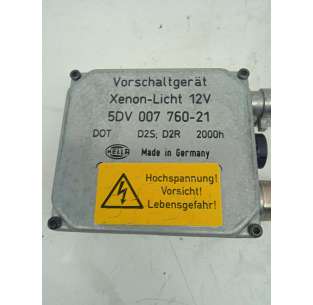 Vorschaltgerät
Xenon-Licht 12V
5DV 007 760-21
DOT D2S, D2R 2000h
HELLA Made in Germany
Hochspannung!
Vorsicht!
Lebensgefahr!